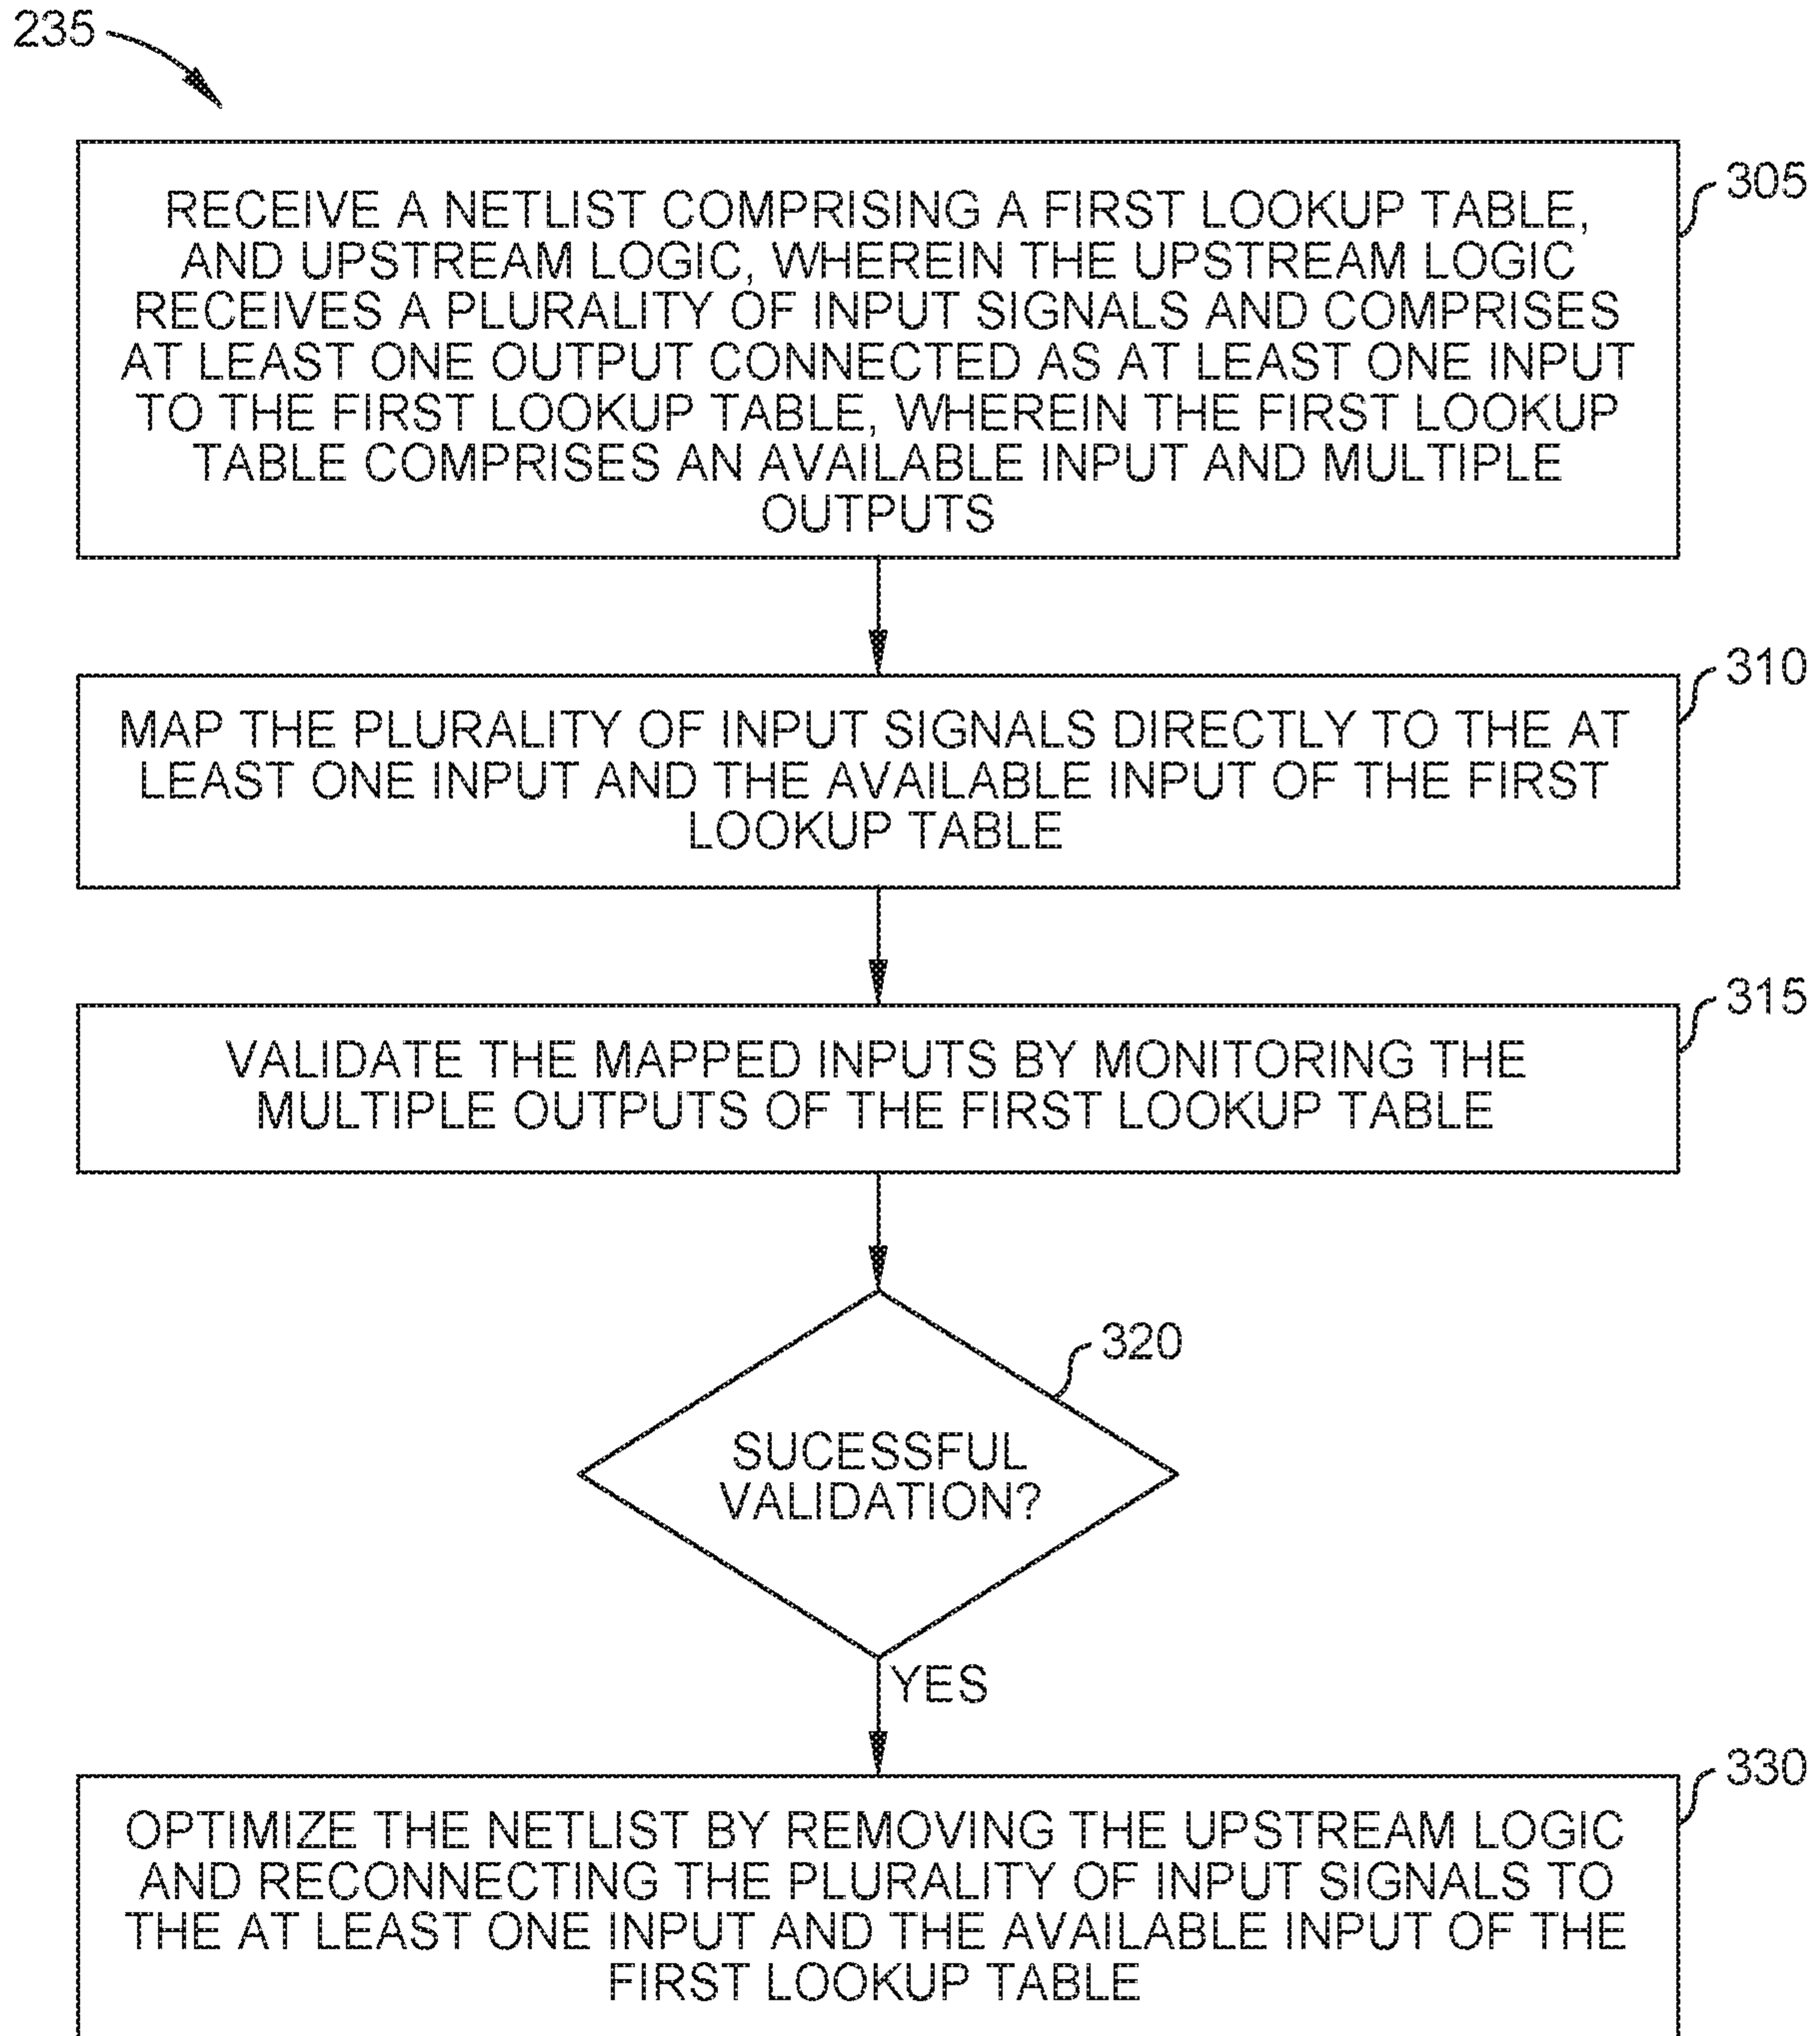 235
305
RECEIVE A NETLIST COMPRISING A FIRST LOOKUP TABLE,
AND UPSTREAM LOGIC, WHEREIN THE UPSTREAM LOGIC
RECEIVES A PLURALITY OF INPUT SIGNALS AND COMPRISES
AT LEAST ONE OUTPUT CONNECTED AS AT LEAST ONE INPUT
TO THE FIRST LOOKUP TABLE, WHEREIN THE FIRST LOOKUP
TABLE COMPRISES AN AVAILABLE INPUT AND MULTIPLE
OUTPUTS
310
MAP THE PLURALITY OF INPUT SIGNALS DIRECTLY TO THE AT
LEAST ONE INPUT AND THE AVAILABLE INPUT OF THE FIRST
LOOKUP TABLE
315
VALIDATE THE MAPPED INPUTS BY MONITORING THE
MULTIPLE OUTPUTS OF THE FIRST LOOKUP TABLE
320
SUCESSFUL
VALIDATION?
YES
330
OPTIMIZE THE NETLIST BY REMOVING THE UPSTREAM LOGIC
AND RECONNECTING THE PLURALITY OF INPUT SIGNALS TO
THE AT LEAST ONE INPUT AND THE AVAILABLE INPUT OF THE
FIRST LOOKUP TABLE